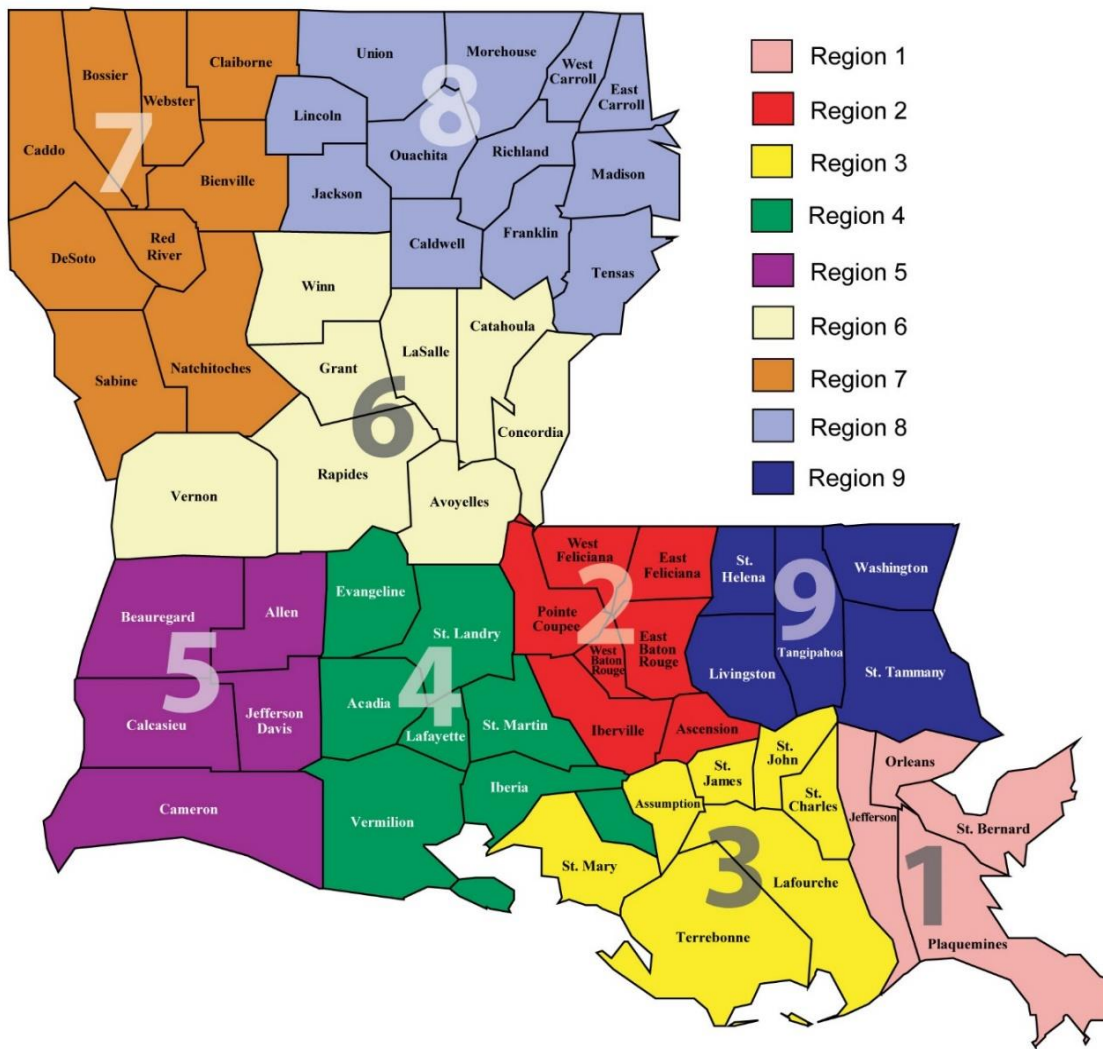 Union
Morehouse
West
Carroll
East
Carroll
Claiborne
Bossier
Webster
Lincoln
8
7
Caddo
Ouachita
Richland
Bienville
Jackson
Madison
Franklin
Caldwell
Red
River
DeSoto
Tensas
Winn
Catahoula
LaSalle
Grant
Natchitoches
Sabine
6
Concordia
Rapides
Vernon
Avoyelles
West
Feliciana
East
Feliciana
St.
Helena
Washington
Evangeline
Allen
Beauregard
2
9
Pointe
Coupee
St. Landry
East
Baton
Rouge
West
Baton
Rouge
Tangipahoa
Livingston
St. Tammany
5
4
Acadia
Calcasieu
Jefferson
Davis
Lafayette
St. Martin
Iberville
Ascension
St.
John
St.
James
Orleans
Iberia
Cameron
Vermilion
Assumption
St.
Charles
Jefferson
St. Bernard
St. Mary
3
Lafourche
1
Terrebonne
Plaquemines
Region 1
Region 2
Region 3
Region 4
Region 5
Region 6
Region 7
Region 8
Region 9